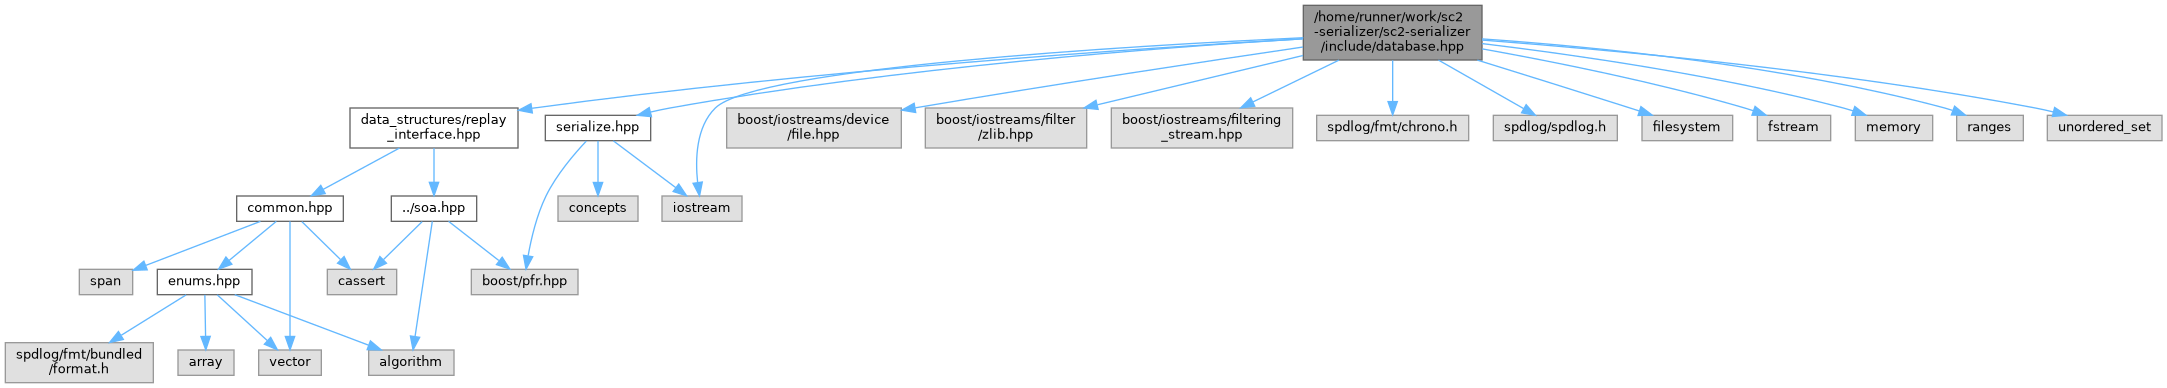 /home/runner/work/sc2
-serializer/sc2-serializer
/include/database.hpp
data_structures/replay
_interface.hpp
serialize.hpp
boost/iostreams/device
/file.hpp
boost/iostreams/filter
/zlib.hpp
boost/iostreams/filtering
_stream.hpp
spdlog/fmt/chrono.h
spdlog/spdlog.h
filesystem
fstream
memory
ranges
unordered_set
common.hpp
../soa.hpp
concepts
iostream
span
enums.hpp
cassert
boost/pfr.hpp
spdlog/fmt/bundled
/format.h
array
vector
algorithm